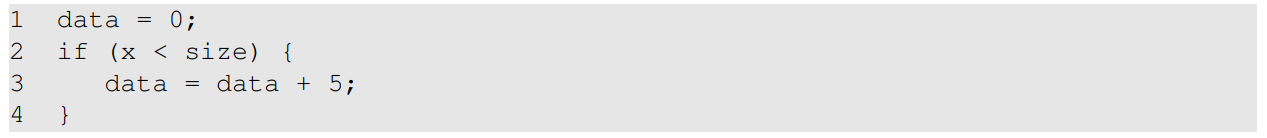 1 data = 0;
2 if (x < size) {
3 data = data + 5;
4 }